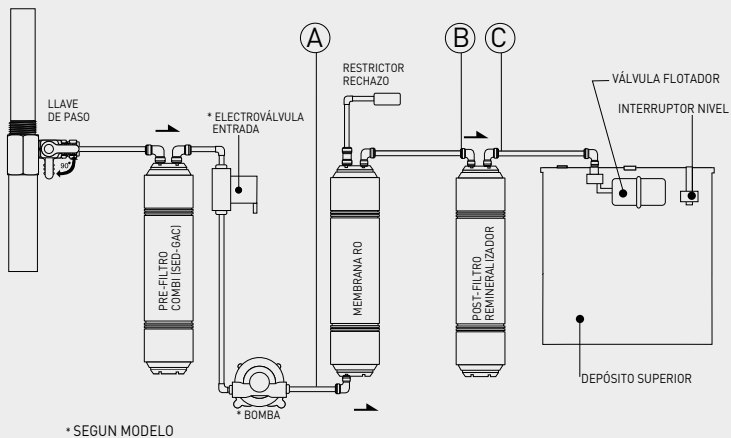 A
B
C
RESTRICTOR
RECHAZO
VÁLVULA FLOTADOR
INTERRUPTOR NIVEL
LLAVE
DE PASO
* ELECTROVÁLVULA
ENTRADA
90°
PRE-FILTRO
COMBI (SED-GAC)
MEMBRANA RO
POST-FILTRO
REMINERALIZADOR
DEPÓSITO SUPERIOR
* BOMBA
* SEGUN MODELO